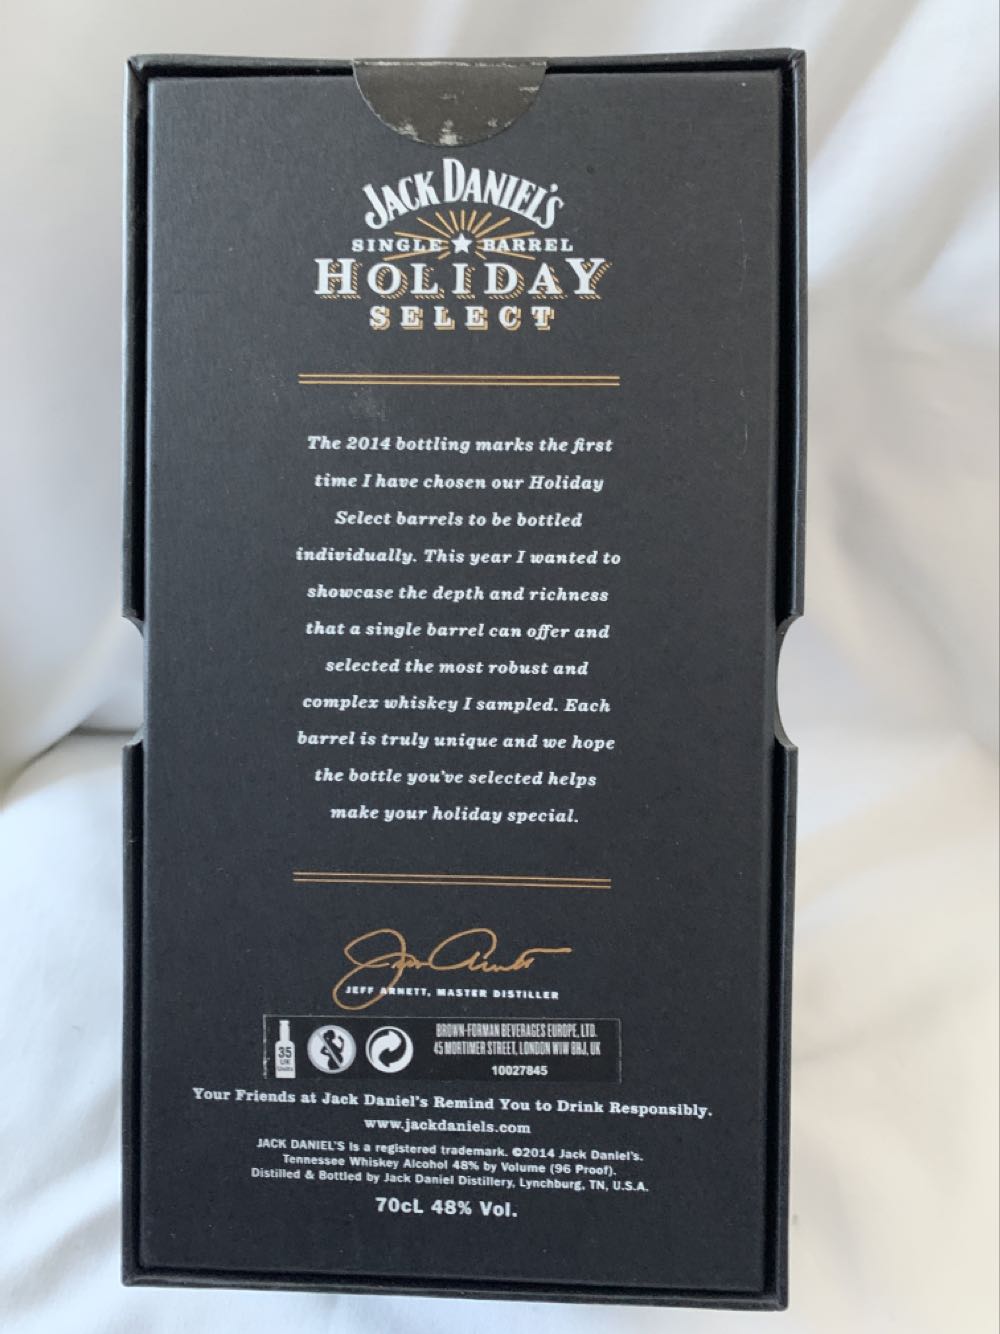 JACK DANIEL'S
SINGLE BARREL
HOLIDAY
SELECT
The 2014 bottling marks the first
time I have chosen our Holiday
Select barrels to be bottled
individually. This year I wanted to
showcase the depth and richness
that a single barrel can offer and
selected the most robust and
complex whiskey I sampled. Each
barrel is truly unique and we hope
the bottle you've selected helps
make your holiday special.
Jeff Arnett
JEFF ARNETT, MASTER DISTILLER
35
UK
Units
BROWN-FORMAN BEVERAGES EUROPE, LTD.
45 MORTIMER STREET, LONDON W1W 8HJ, UK
10027845
Your Friends at Jack Daniel's Remind You to Drink Responsibly.
www.jackdaniels.com
JACK DANIEL'S is a registered trademark. ©2014 Jack Daniel's.
Tennessee Whiskey Alcohol 48% by Volume (96 Proof).
Distilled & Bottled by Jack Daniel Distillery, Lynchburg, TN, U.S.A.
70cL 48% Vol.